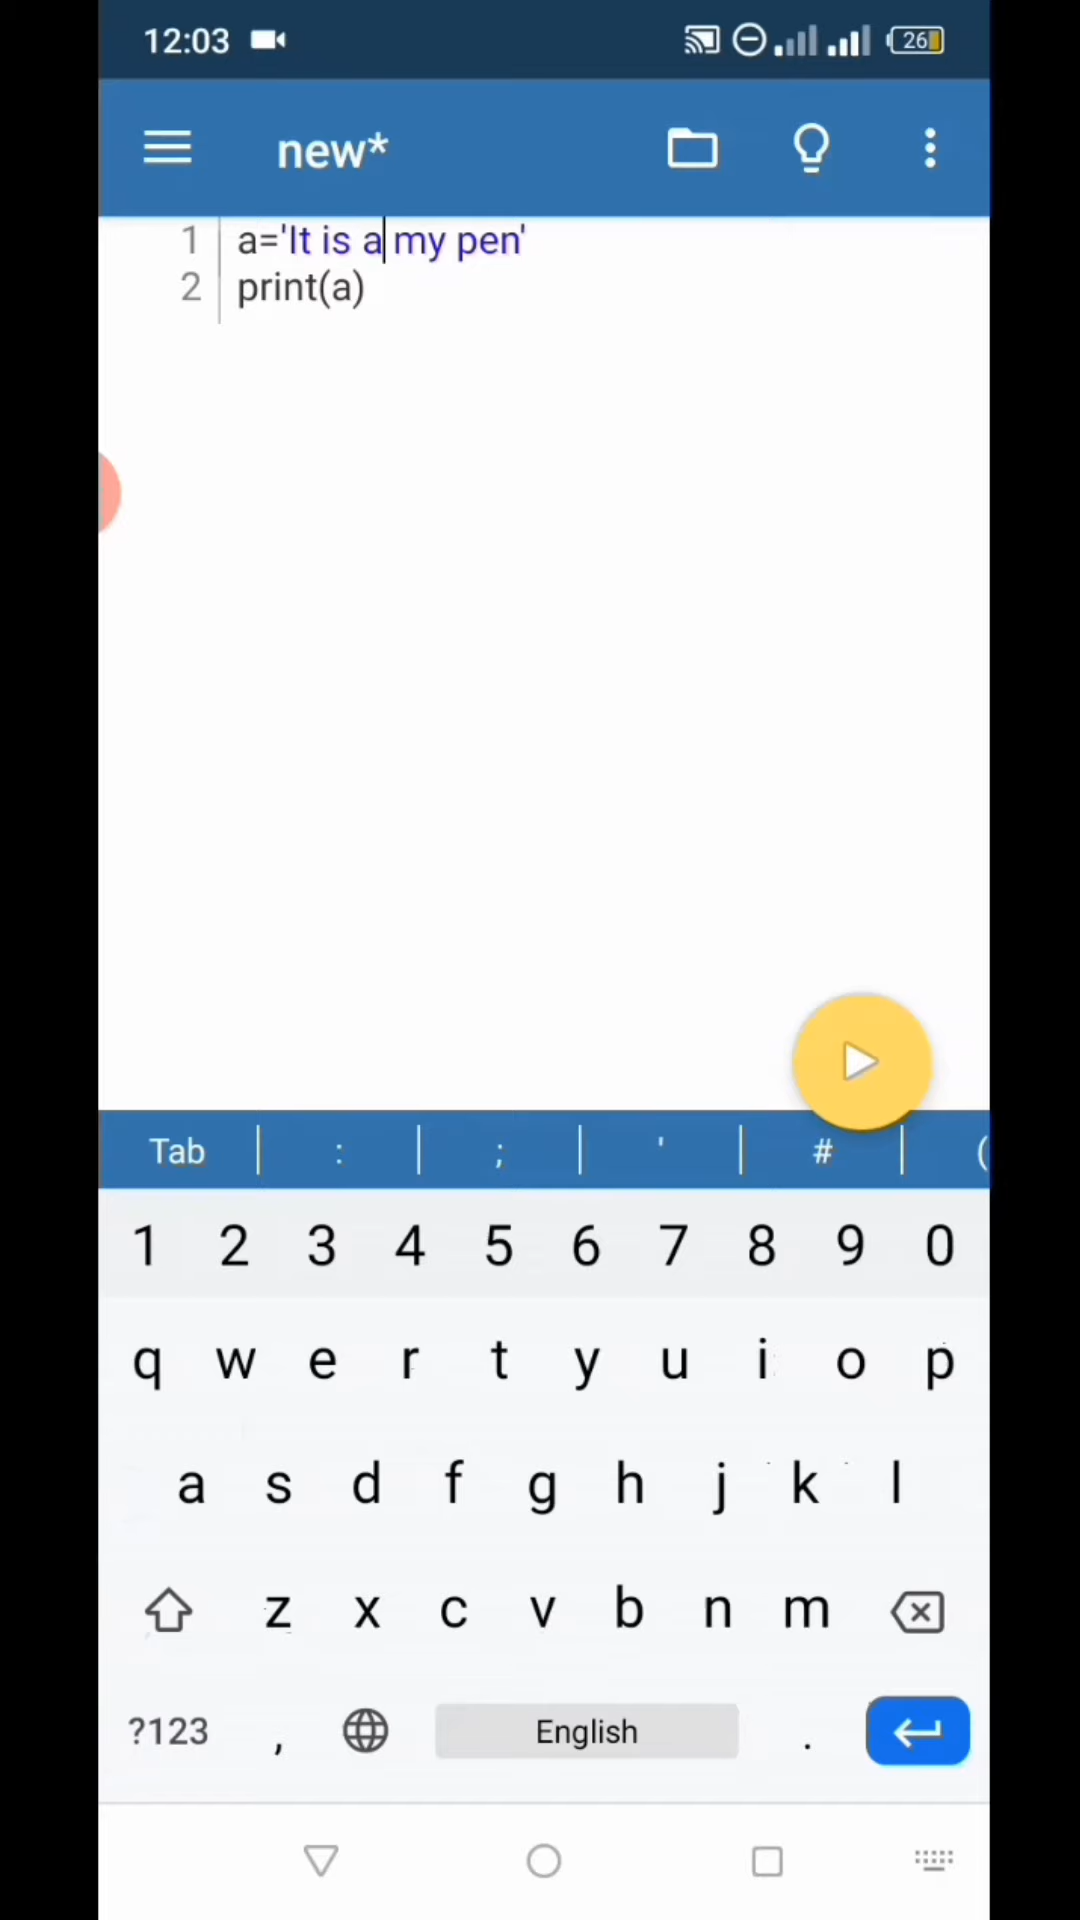 12:03
26
new*
1 a='It is a my pen'
2 print(a)
Tab : ; ' # (
1 2 3 4 5 6 7 8 9 0
q w e r t y u i o p
a s d f g h j k l
z x c v b n m
?123 , English .